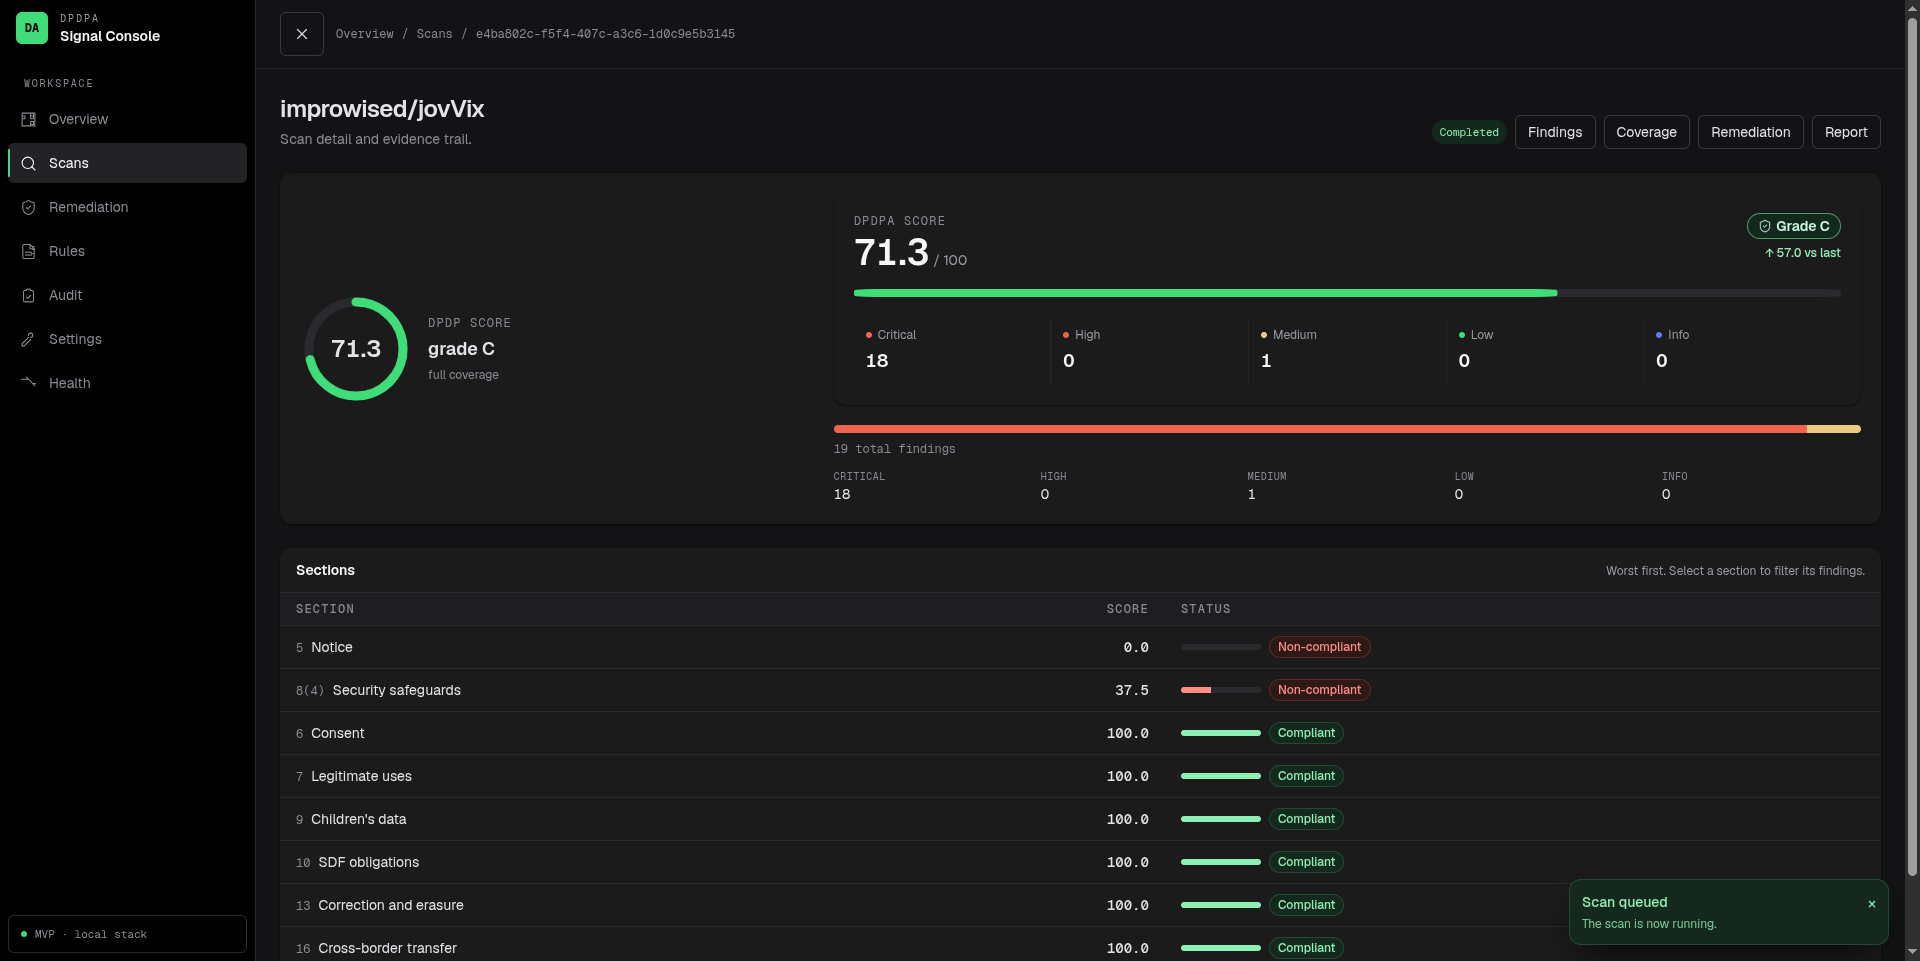 DA
DPDPA
Signal Console
WORKSPACE
Overview
Scans
Remediation
Rules
Audit
Settings
Health
MVP · local stack
Overview / Scans / e4ba802c-f5f4-407c-a3c6-1d0c9e5b3145
improwised/jovVix
Scan detail and evidence trail.
Completed
Findings
Coverage
Remediation
Report
71.3
DPDP SCORE
grade C
full coverage
DPDPA SCORE
71.3 / 100
Grade C
↑ 57.0 vs last
Critical High Medium Low Info
18 0 1 0 0
19 total findings
CRITICAL HIGH MEDIUM LOW INFO
18 0 1 0 0
Sections
Worst first. Select a section to filter its findings.
SECTION SCORE STATUS
5 Notice 0.0 Non-compliant
8(4) Security safeguards 37.5 Non-compliant
6 Consent 100.0 Compliant
7 Legitimate uses 100.0 Compliant
9 Children's data 100.0 Compliant
10 SDF obligations 100.0 Compliant
13 Correction and erasure 100.0 Compliant
16 Cross-border transfer 100.0 Compliant
Scan queued ×
The scan is now running.